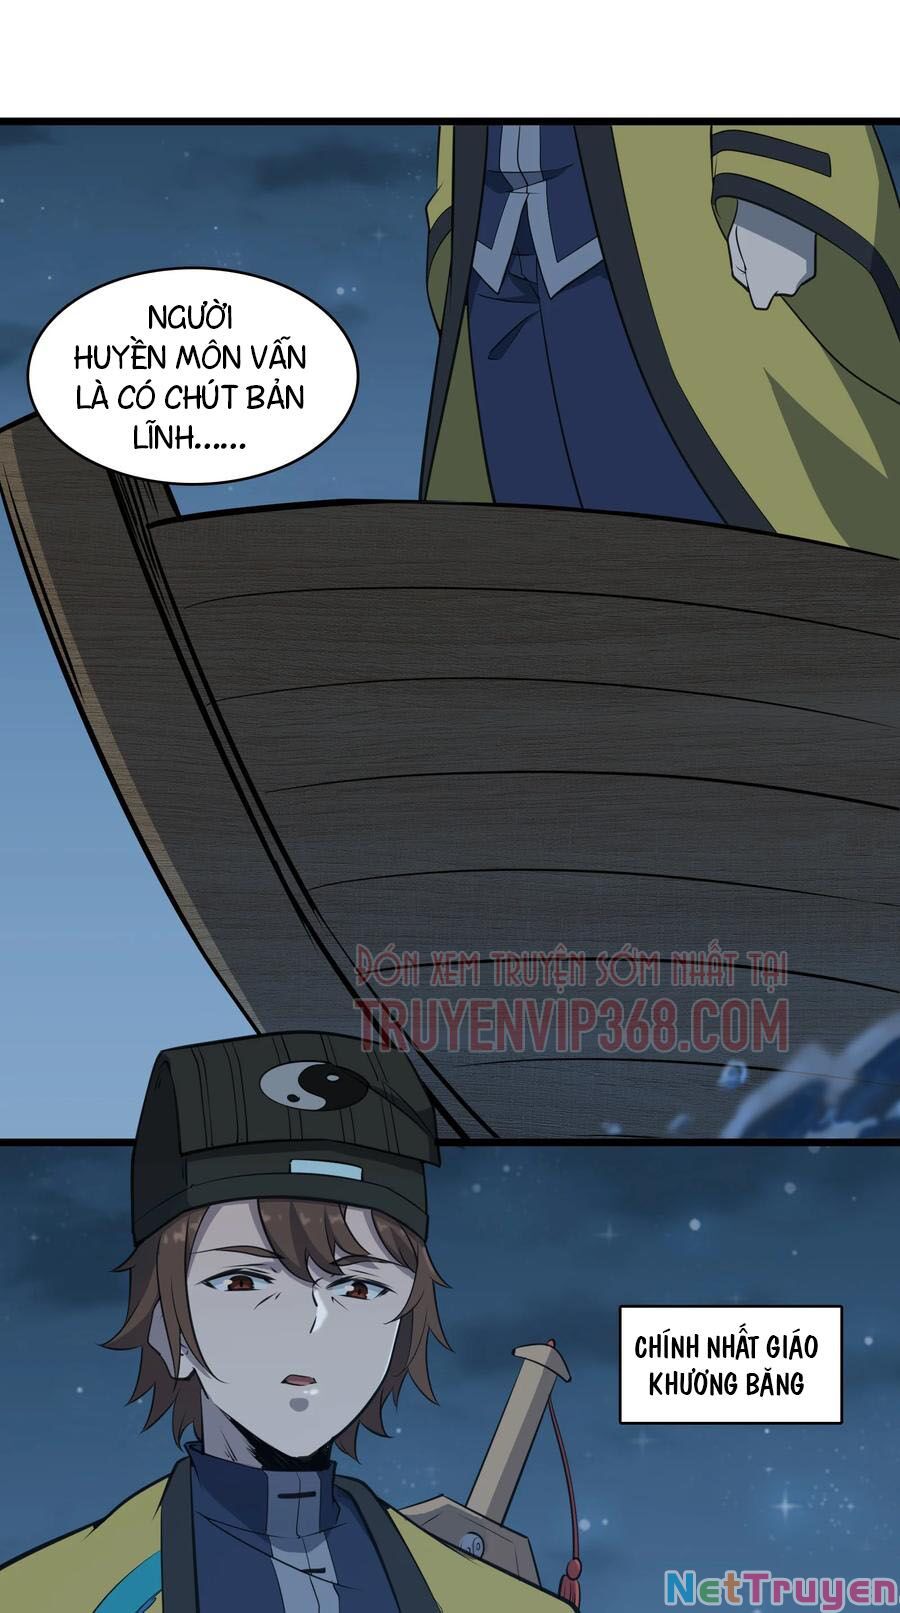 NGƯỜI
HUYỀN MÔN VẪN
LÀ CÓ CHÚT BẢN
LĨNH......
ĐÓN XEM TRUYỆN SỚM NHẤT TẠI
TRUYENVIP368.COM
CHÍNH NHẤT GIÁO
KHƯƠNG BĂNG
NetTruyen